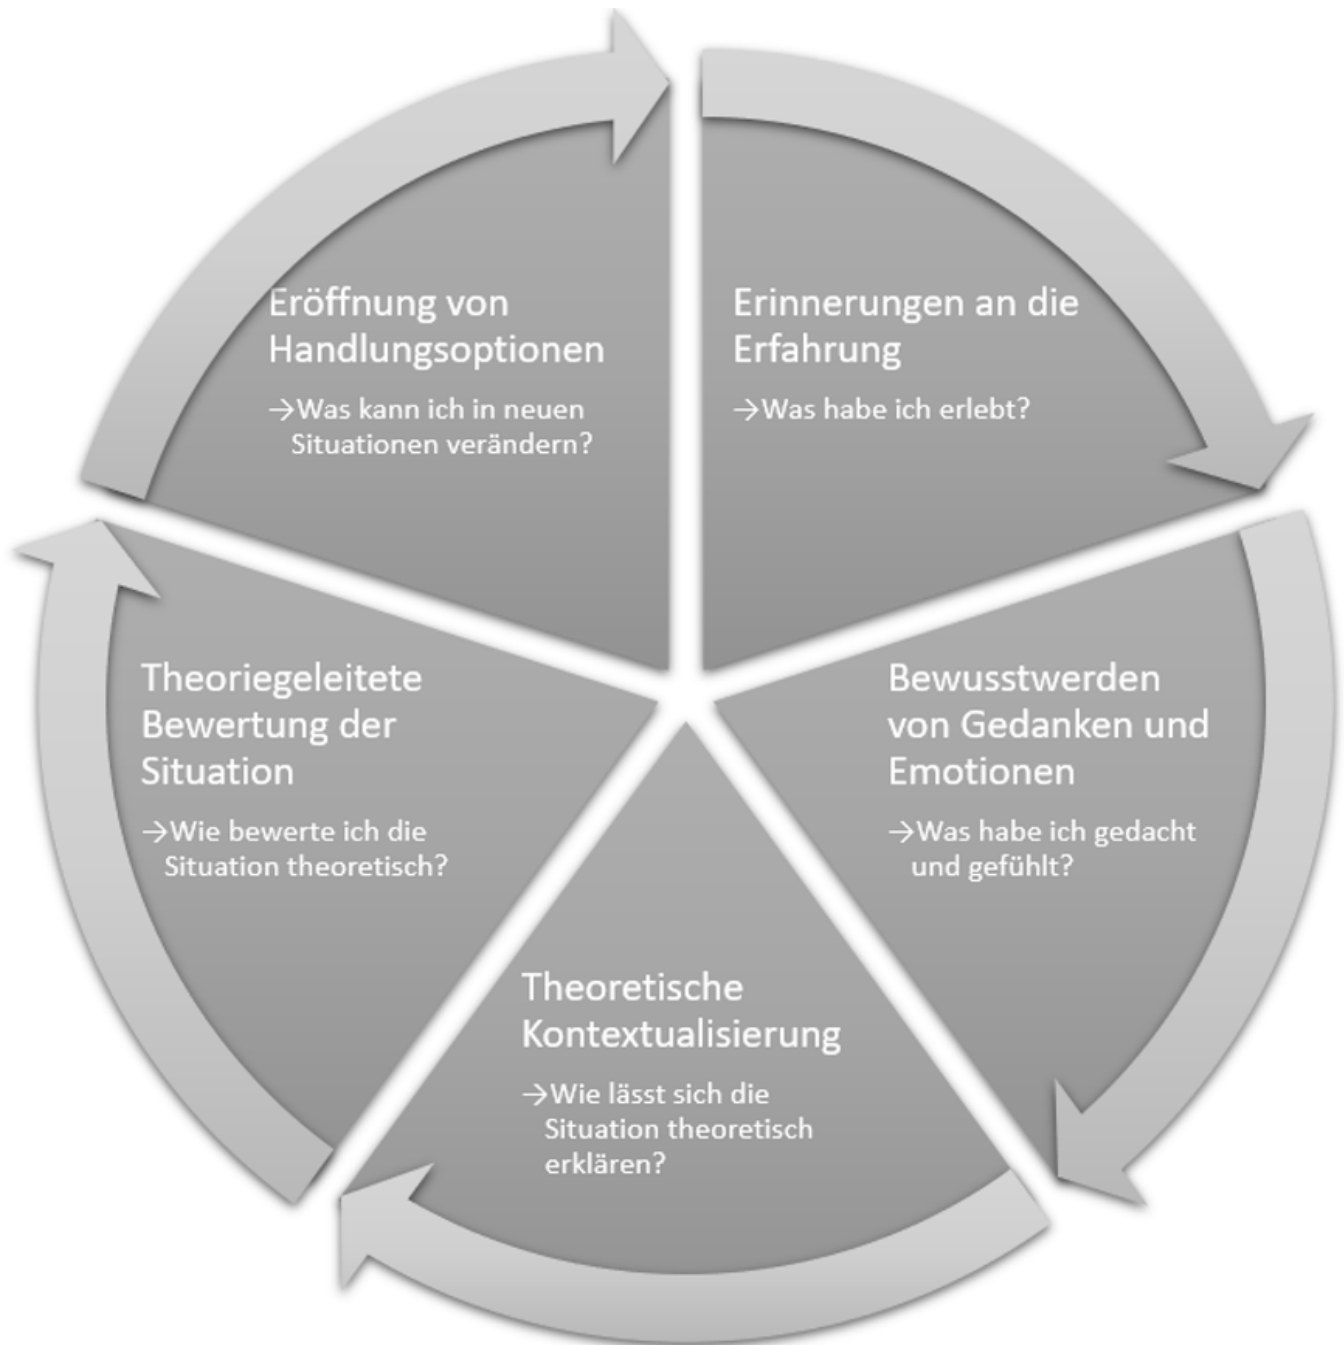 Erinnerungen an die
Erfahrung
→Was habe ich erlebt?
Bewusstwerden
von Gedanken und
Emotionen
→Was habe ich gedacht
und gefühlt?
Theoretische
Kontextualisierung
→Wie lässt sich die
Situation theoretisch
erklären?
Theoriegeleitete
Bewertung der
Situation
→Wie bewerte ich die
Situation theoretisch?
Eröffnung von
Handlungsoptionen
→Was kann ich in neuen
Situationen verändern?